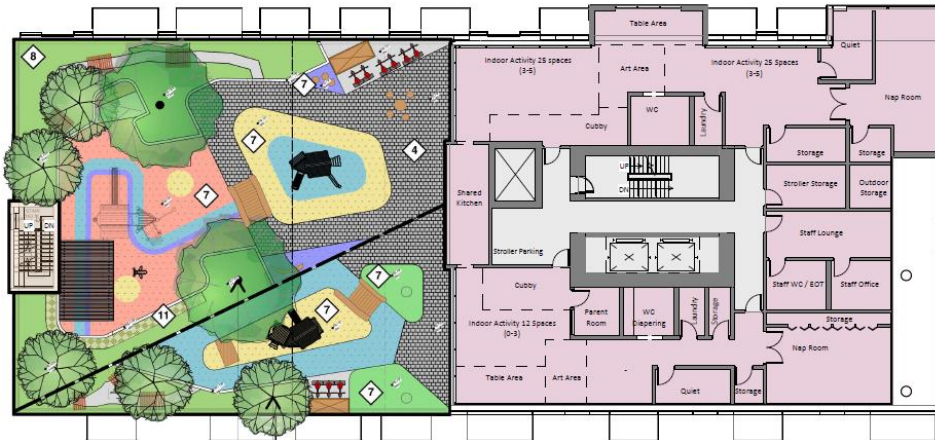 Table Area
8
Indoor Activity 25 spaces
(3-5)
Art Area
Indoor Activity 25 Spaces
(3-5)
Quiet
7
Nap Room
WC
Laundry
Cubby
7
4
Storage
Storage
UP
DN
Shared
Kitchen
7
Stroller Storage
Outdoor
Storage
UP
DN
Staff Lounge
Stroller Parking
X
X
7
Staff WC / EOT
Staff Office
Cubby
11
7
Parent
Room
WC
Diapering
Laundry
Storage
Storage
Indoor Activity 12 Spaces
(0-3)
Nap Room
Table Area
Art Area
7
Quiet
Storage